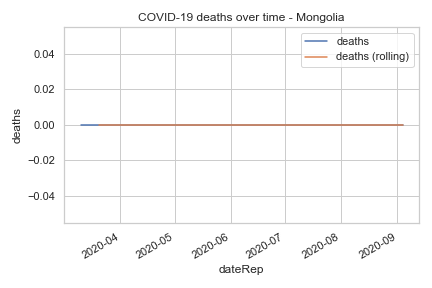 COVID-19 deaths over time - Mongolia
deaths
deaths (rolling)
0.04
0.02
0.00
−0.02
−0.04
deaths
2020-04
2020-05
2020-06
2020-07
2020-08
2020-09
dateRep